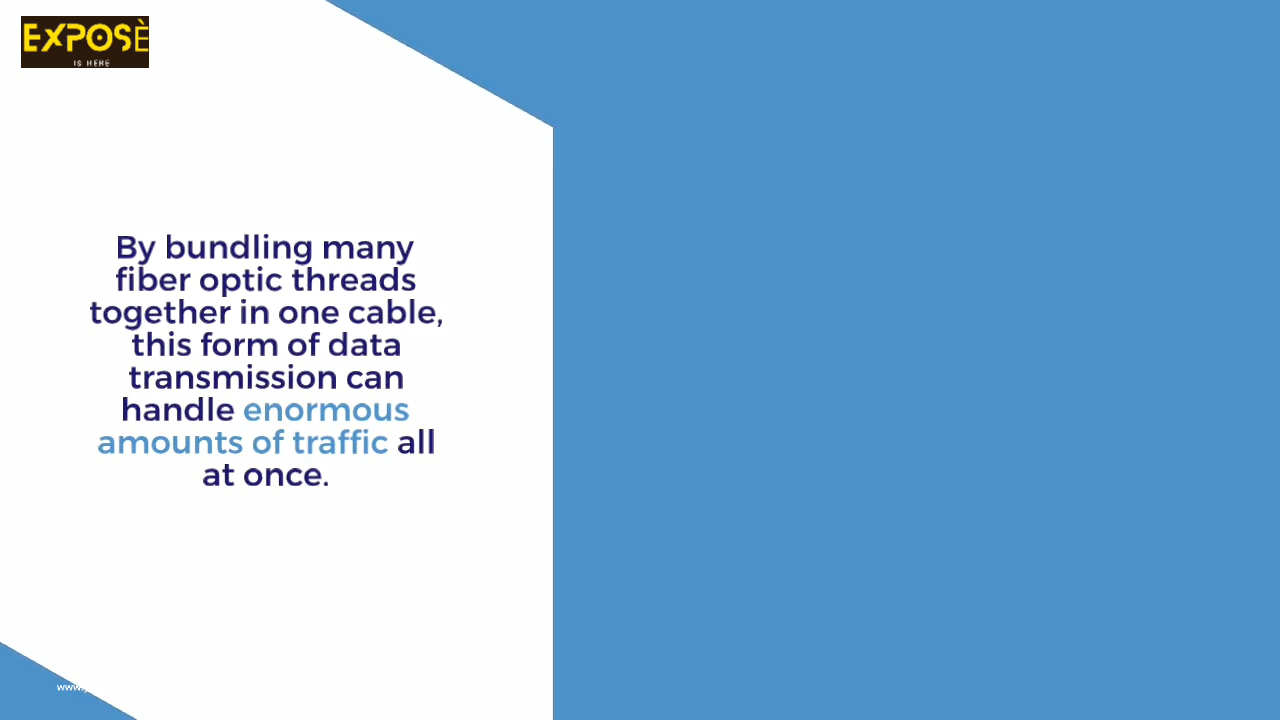 EXPOSÈ
IS HERE
By bundling many
fiber optic threads
together in one cable,
this form of data
transmission can
handle enormous
amounts of traffic all
at once.